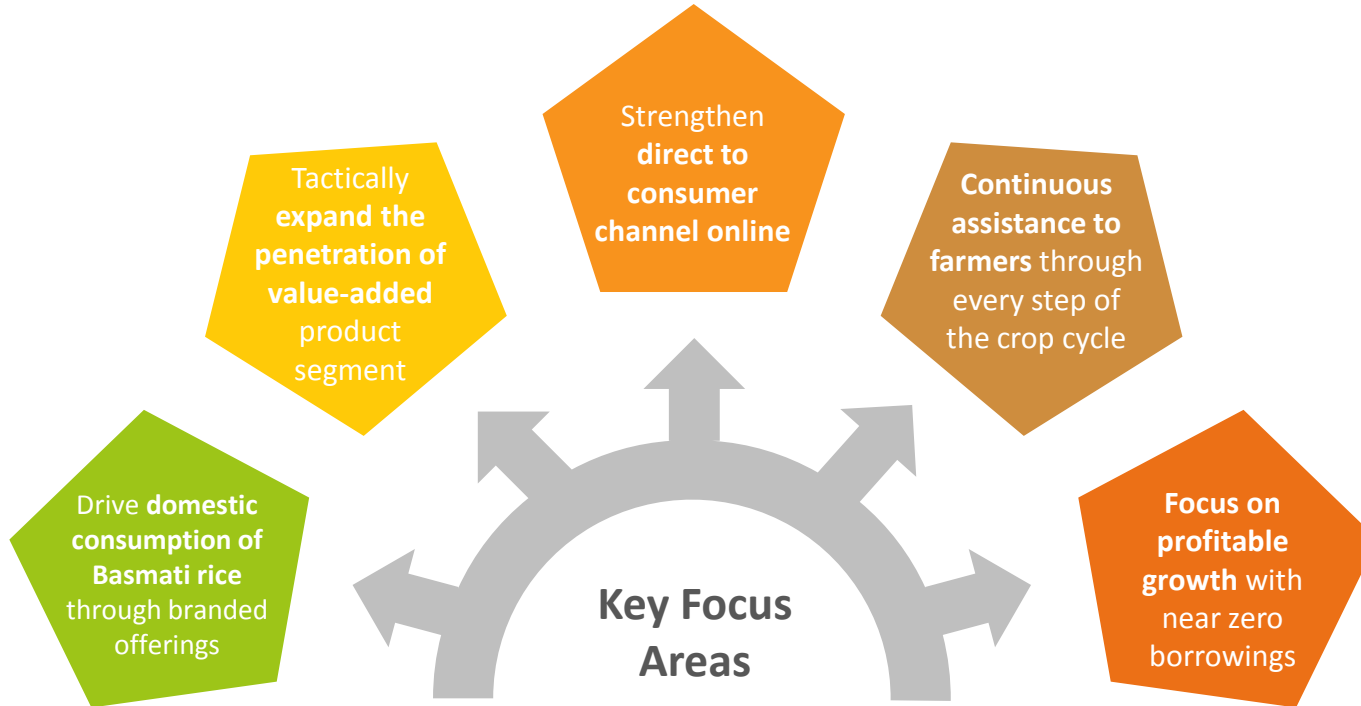 Drive domestic
consumption of
Basmati rice
through branded
offerings
Tactically
expand the
penetration of
value-added
product
segment
Strengthen
direct to
consumer
channel online
Continuous
assistance to
farmers through
every step of
the crop cycle
Focus on
profitable
growth with
near zero
borrowings
Key Focus
Areas